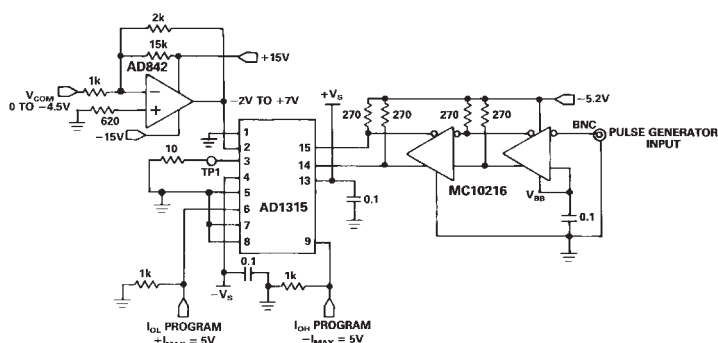 2k
15k
+15V
AD842
1k
V_COM
0 TO −4.5V
620
−15V
−2V TO +7V
+V_S
−5.2V
270
270
270
270
BNC
PULSE GENERATOR
INPUT
1
2
3
4
5
6
7
8
15
14
13
9
10
TP1
AD1315
MC10216
V_BB
0.1
0.1
0.1
1k
−V_S
1k
I_OL PROGRAM
+I_MAX = 5V
I_OH PROGRAM
−I_MAX = 5V